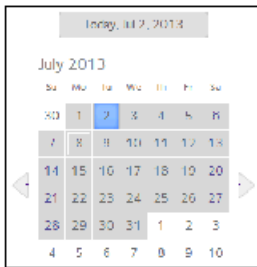 Today, Jul 2, 2013
July 2013
Su Mo Tu We Th Fr Sa
30 1 2 3 4 5 6
7 8 9 10 11 12 13
14 15 16 17 18 19 20
21 22 23 24 25 26 27
28 29 30 31 1 2 3
4 5 6 7 8 9 10